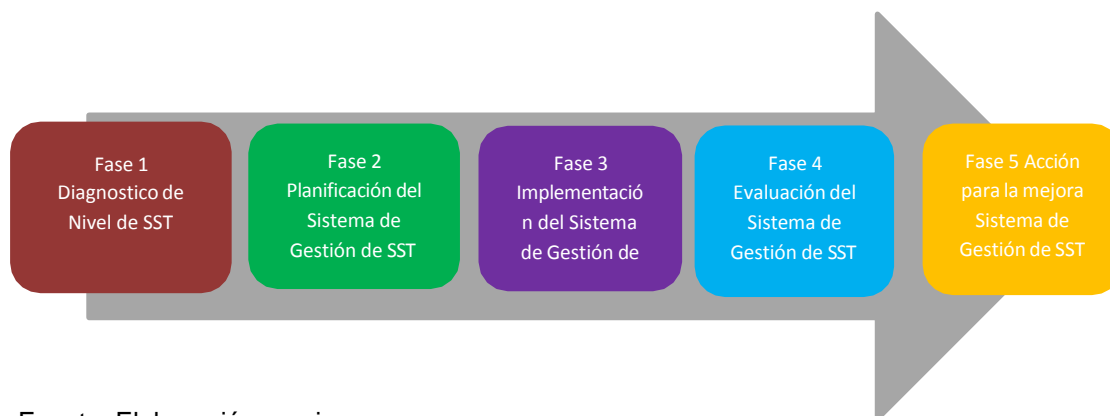 Fase 1
Diagnostico de
Nivel de SST
Fase 2
Planificación del
Sistema de
Gestión de SST
Fase 3
Implementació
n del Sistema
de Gestión de
Fase 4
Evaluación del
Sistema de
Gestión de SST
Fase 5 Acción
para la mejora
Sistema de
Gestión de SST